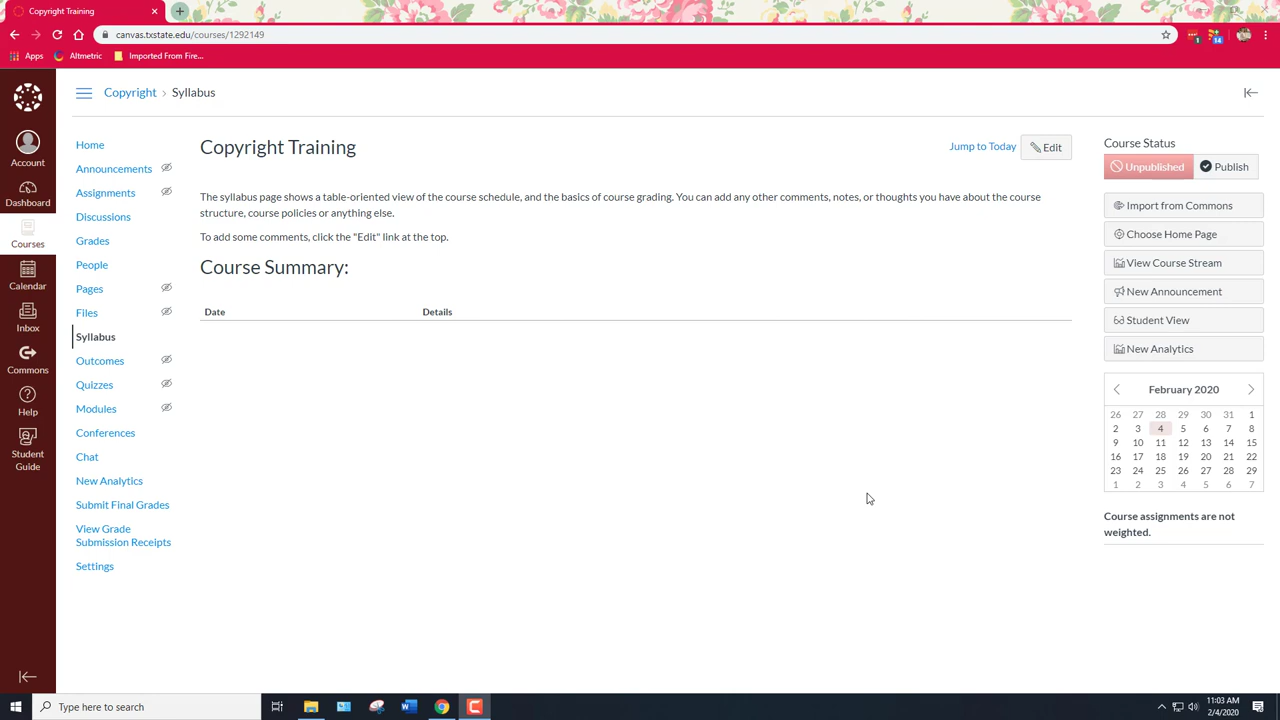 Copyright Training
canvas.txstate.edu/courses/1292149
Apps Altmetric Imported From Fire...
Account
Dashboard
Courses
Calendar
Inbox
Commons
Help
Student
Guide
Copyright › Syllabus
Home
Announcements
Assignments
Discussions
Grades
People
Pages
Files
Syllabus
Outcomes
Quizzes
Modules
Conferences
Chat
New Analytics
Submit Final Grades
View Grade
Submission Receipts
Settings
Copyright Training
Jump to Today Edit
The syllabus page shows a table-oriented view of the course schedule, and the basics of course grading. You can add any other comments, notes, or thoughts you have about the course
structure, course policies or anything else.
To add some comments, click the "Edit" link at the top.
Course Summary:
Date Details
Course Status
Unpublished Publish
Import from Commons
Choose Home Page
View Course Stream
New Announcement
Student View
New Analytics
February 2020
26 27 28 29 30 31 1
2 3 4 5 6 7 8
9 10 11 12 13 14 15
16 17 18 19 20 21 22
23 24 25 26 27 28 29
1 2 3 4 5 6 7
Course assignments are not
weighted.
Type here to search
11:03 AM
2/4/2020